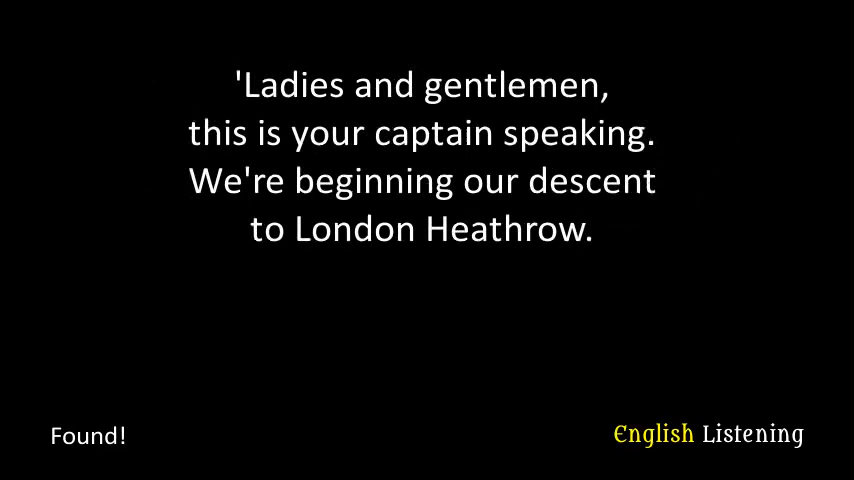 'Ladies and gentlemen,
this is your captain speaking.
We're beginning our descent
to London Heathrow.
Found!
English Listening